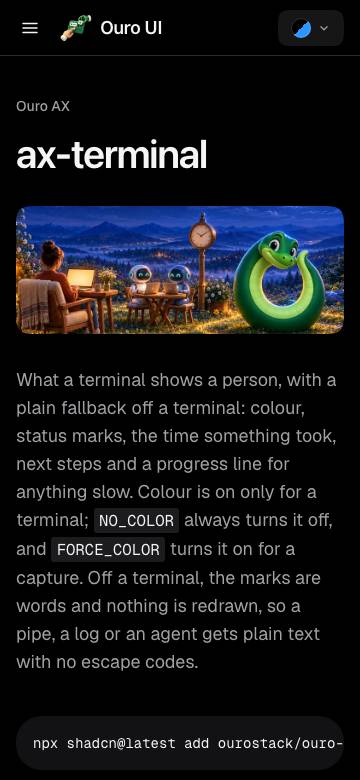 Ouro UI
Ouro AX
ax-terminal
What a terminal shows a person, with a
plain fallback off a terminal: colour,
status marks, the time something took,
next steps and a progress line for
anything slow. Colour is on only for a
terminal; NO_COLOR always turns it off,
and FORCE_COLOR turns it on for a
capture. Off a terminal, the marks are
words and nothing is redrawn, so a
pipe, a log or an agent gets plain text
with no escape codes.
npx shadcn@latest add ourostack/ouro-